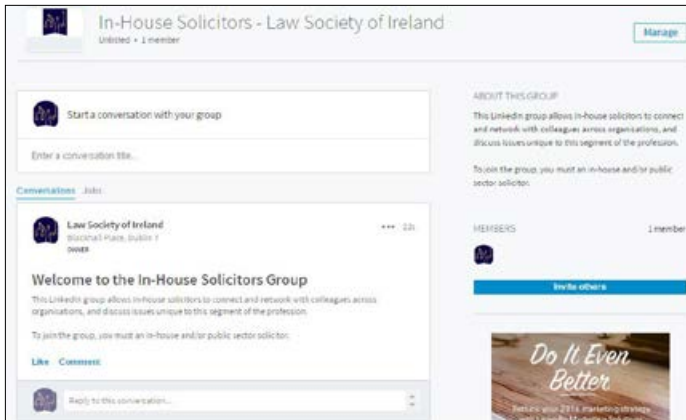 In-House Solicitors - Law Society of Ireland
Unlisted • 1 member
Manage
Start a conversation with your group
Enter a conversation title...
Conversations Jobs
Law Society of Ireland
Blackhall Place, Dublin 7
OWNER
Welcome to the In-House Solicitors Group
This LinkedIn group allows in-house solicitors to connect and network with colleagues across
organisations, and discuss issues unique to this segment of the profession.
To join the group, you must an in-house and/or public sector solicitor.
Like Comment
Reply to this conversation...
ABOUT THIS GROUP
This LinkedIn group allows in-house solicitors to connect
and network with colleagues across organisations, and
discuss issues unique to this segment of the profession.
To join the group, you must an in-house and/or public
sector solicitor.
MEMBERS 1 member
Invite others
Do It Even
Better
2016 marketing strategy